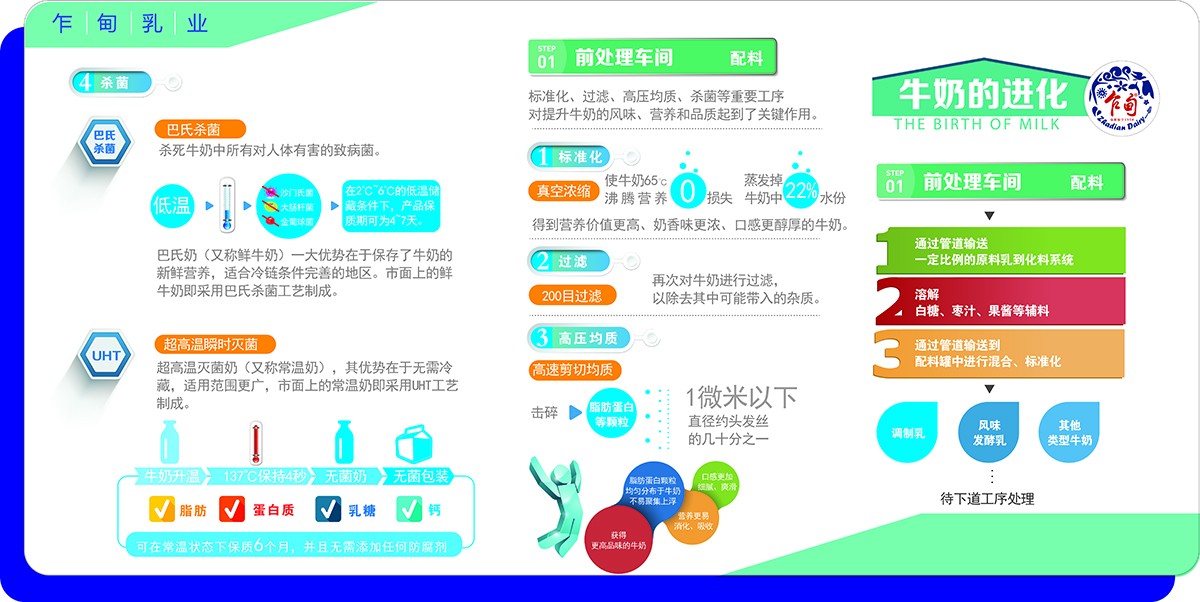 乍甸乳业
4 杀菌
巴氏
杀菌
巴氏杀菌
杀死牛奶中所有对人体有害的致病菌。
低温
沙门氏菌
大肠杆菌
金葡球菌
在2℃~6℃的低温储
藏条件下，产品保
质期可为4~7天。
巴氏奶（又称鲜牛奶）一大优势在于保存了牛奶的
新鲜营养，适合冷链条件完善的地区。市面上的鲜
牛奶即采用巴氏杀菌工艺制成。
UHT
超高温瞬时灭菌
超高温灭菌奶（又称常温奶），其优势在于无需冷
藏，适用范围更广，市面上的常温奶即采用UHT工艺
制成。
牛奶升温
137℃保持4秒
无菌奶
无菌包装
脂肪
蛋白质
乳糖
钙
可在常温状态下保质6个月，并且无需添加任何防腐剂
STEP
01
前处理车间
配料
标准化、过滤、高压均质、杀菌等重要工序
对提升牛奶的风味、营养和品质起到了关键作用。
1 标准化
真空浓缩
使牛奶65℃
沸腾营养
0
损失
蒸发掉
牛奶中
22%
水份
得到营养价值更高、奶香味更浓、口感更醇厚的牛奶。
2 过滤
200目过滤
再次对牛奶进行过滤，
以除去其中可能带入的杂质。
3 高压均质
高速剪切均质
击碎
脂肪蛋白
等颗粒
1微米以下
直径约头发丝
的几十分之一
脂肪蛋白颗粒
均匀分布于牛奶
不易聚集上浮
口感更加
细腻、爽滑
营养更易
消化、吸收
获得
更高品味的牛奶
牛奶的进化
THE BIRTH OF MILK
乍甸
Zhadian Dairy
STEP
01
前处理车间
配料
1
通过管道输送
一定比例的原料乳到化料系统
2
溶解
白糖、枣汁、果酱等辅料
3
通过管道输送到
配料罐中进行混合、标准化
调制乳
风味
发酵乳
其他
类型牛奶
待下道工序处理